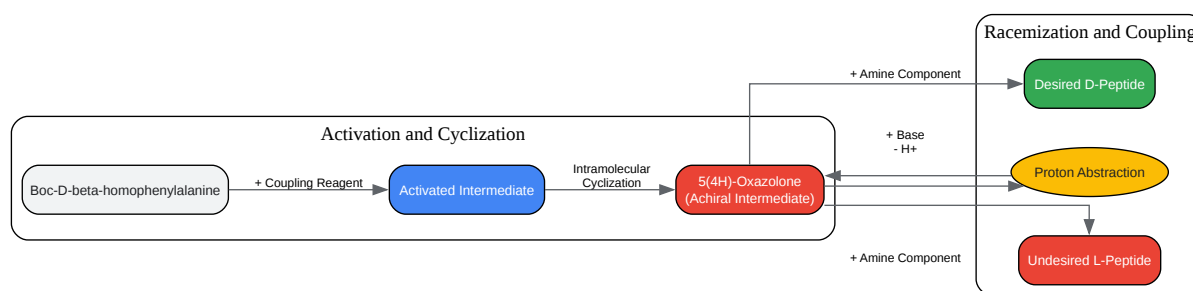 Racemization and Coupling
+ Amine Component
Desired D-Peptide
Activation and Cyclization
+ Base
- H+
Boc-D-beta-homophenylalanine
+ Coupling Reagent
Activated Intermediate
Intramolecular
Cyclization
5(4H)-Oxazolone
(Achiral Intermediate)
Proton Abstraction
+ Amine Component
Undesired L-Peptide